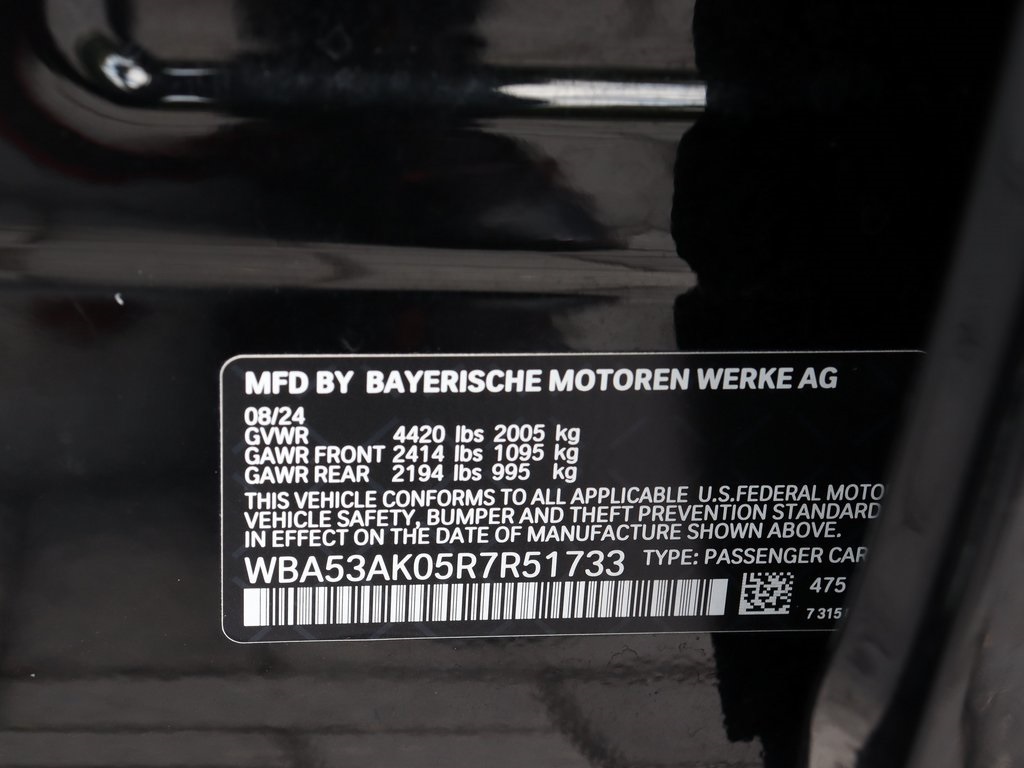 MFD BY BAYERISCHE MOTOREN WERKE AG
08/24
GVWR 4420 lbs 2005 kg
GAWR FRONT 2414 lbs 1095 kg
GAWR REAR 2194 lbs 995 kg
THIS VEHICLE CONFORMS TO ALL APPLICABLE U.S.FEDERAL MOTO
VEHICLE SAFETY, BUMPER AND THEFT PREVENTION STANDARD
IN EFFECT ON THE DATE OF MANUFACTURE SHOWN ABOVE.
WBA53AK05R7R51733 TYPE: PASSENGER CAR
475
7 315